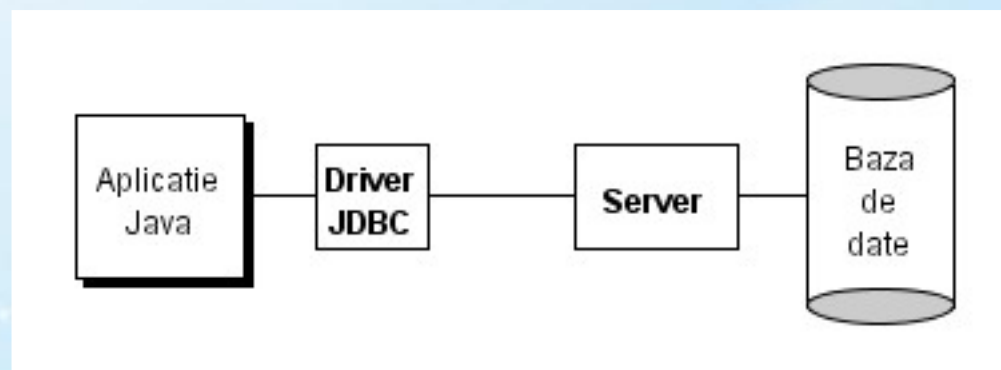 Aplicatie
Java
Driver
JDBC
Server
Baza
de
date